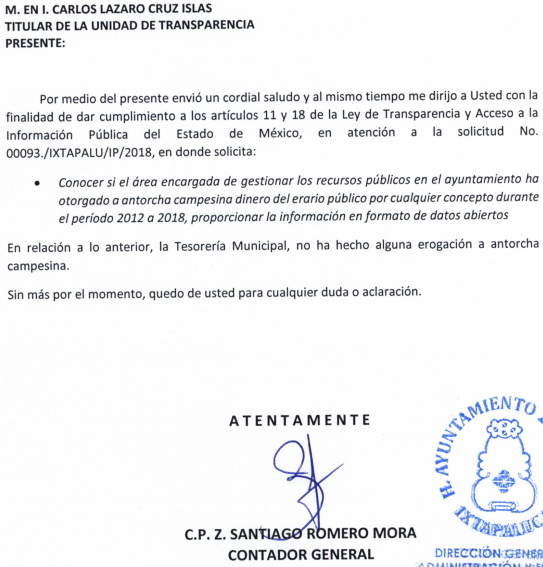 M. EN I. CARLOS LAZARO CRUZ ISLAS
TITULAR DE LA UNIDAD DE TRANSPARENCIA
PRESENTE:
Por medio del presente envió un cordial saludo y al mismo tiempo me dirijo a Usted con la
finalidad de dar cumplimiento a los artículos 11 y 18 de la Ley de Transparencia y Acceso a la
Información Pública del Estado de México, en atención a la solicitud No.
00093./IXTAPALU/IP/2018, en donde solicita:
• Conocer si el área encargada de gestionar los recursos públicos en el ayuntamiento ha
otorgado a antorcha campesina dinero del erario público por cualquier concepto durante
el período 2012 a 2018, proporcionar la información en formato de datos abiertos
En relación a lo anterior, la Tesorería Municipal, no ha hecho alguna erogación a antorcha
campesina.
Sin más por el momento, quedo de usted para cualquier duda o aclaración.
A T E N T A M E N T E
H. AYUNTAMIENTO
IXTAPALUC
C.P. Z. SANTIAGO ROMERO MORA
CONTADOR GENERAL
DIRECCIÓN GENER